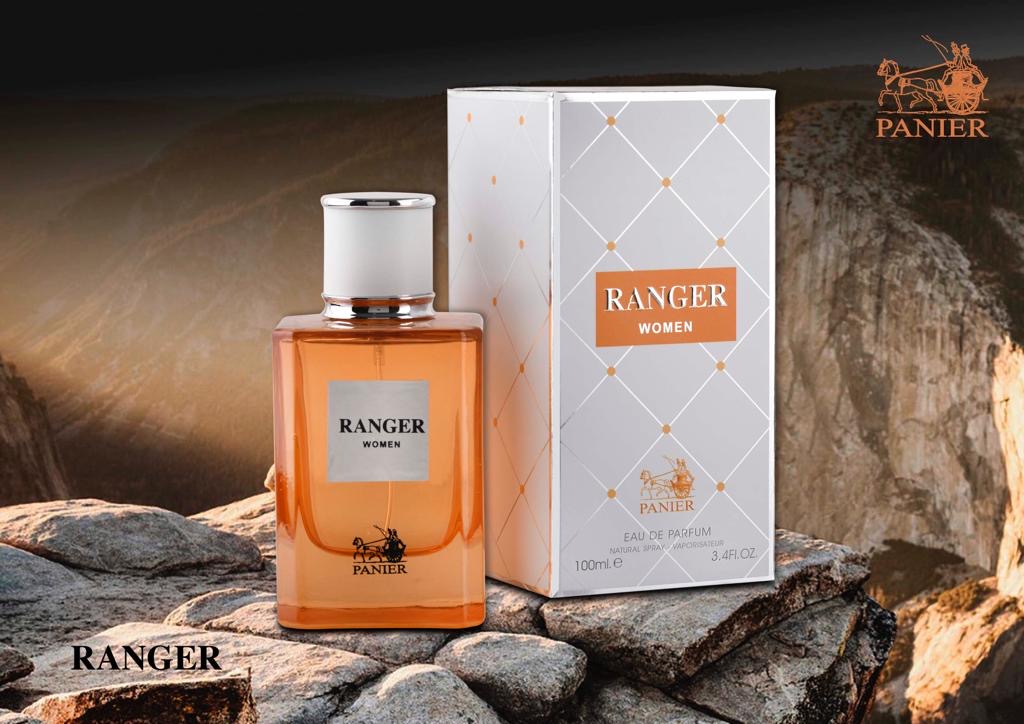 PANIER
RANGER
WOMEN
RANGER
WOMEN
PANIER
PANIER
EAU DE PARFUM
NATURAL SPRAY - VAPORISATEUR
100ml. e 3.4Fl.OZ.
RANGER